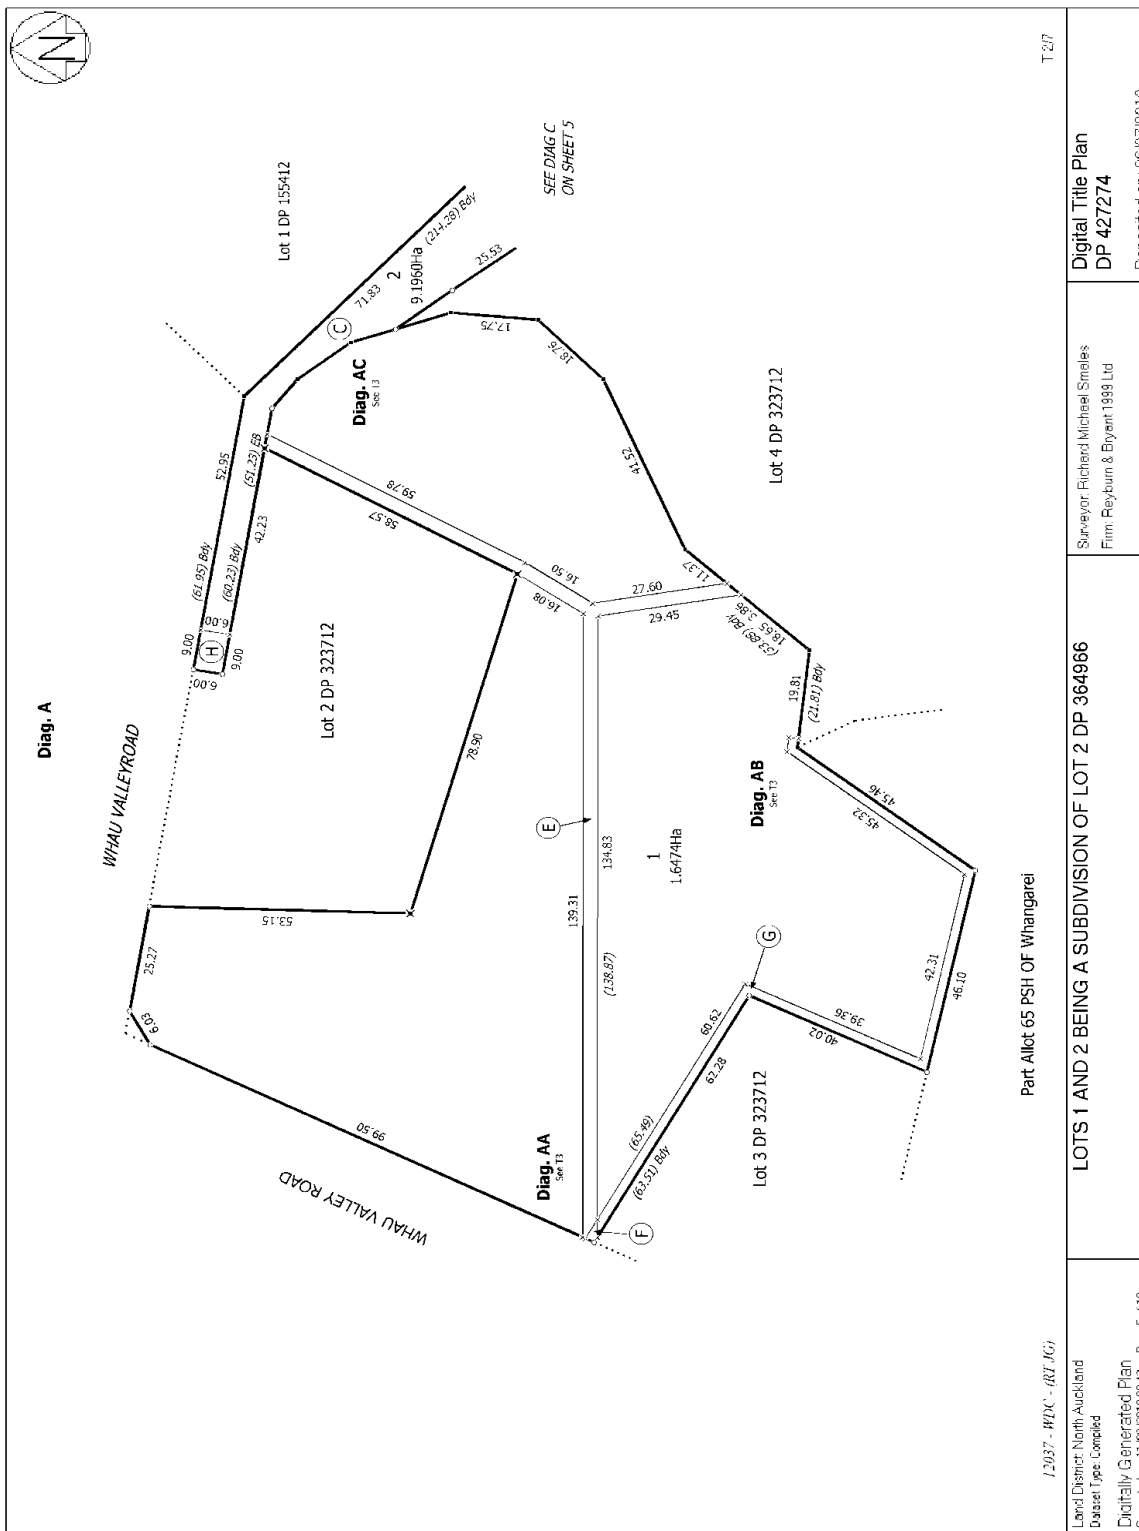 N
Diag. A
WHAU VALLEYROAD
WHAU VALLEY ROAD
Lot 1 DP 155412
SEE DIAG C
ON SHEET 5
T 2/7
2
9.1960Ha
(214.28) Bdy
71.83
25.53
C
Diag. AC
See T3
17.75
18.76
41.52
11.37
52.95
(61.95) Bdy
(51.23) EB
42.23
(60.23) Bdy
9.00
6.00
H
6.00
9.00
Lot 2 DP 323712
59.78
58.57
16.50
16.08
27.60
29.45
3.86
18.65
(33.88) Bdy
Lot 4 DP 323712
19.81
(21.81) Bdy
78.90
53.15
25.27
6.03
99.50
E
134.83
139.31
(138.87)
1
1.6474Ha
Diag. AB
See T3
45.46
45.32
42.31
46.10
G
39.36
40.02
60.62
62.28
(65.49)
(63.51) Bdy
Lot 3 DP 323712
Diag. AA
See T3
F
Part Allot 65 PSH OF Whangarei
12037 - WDC - (RT JG)
Land District: North Auckland
Dataset Type: Compiled
Digitally Generated Plan
LOTS 1 AND 2 BEING A SUBDIVISION OF LOT 2 DP 364966
Surveyor: Richard Michael Smales
Firm: Reyburn & Bryant 1999 Ltd
Digital Title Plan
DP 427274